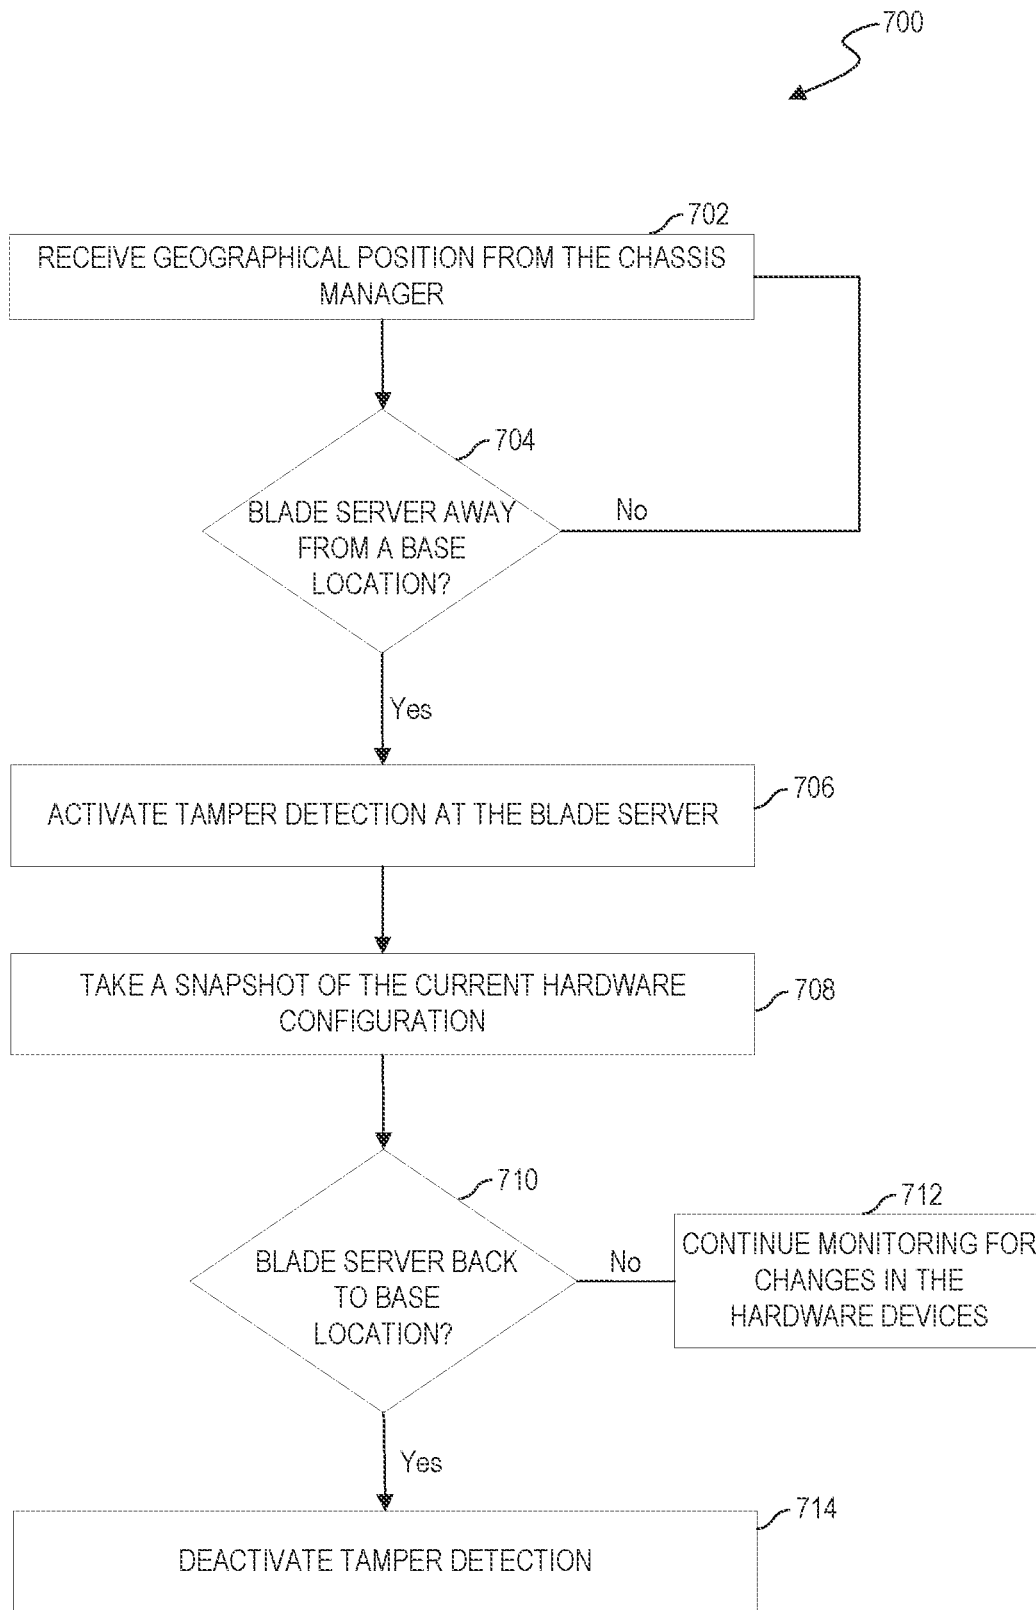 700
702
RECEIVE GEOGRAPHICAL POSITION FROM THE CHASSIS
MANAGER
704
BLADE SERVER AWAY
FROM A BASE
LOCATION?
No
Yes
706
ACTIVATE TAMPER DETECTION AT THE BLADE SERVER
TAKE A SNAPSHOT OF THE CURRENT HARDWARE
CONFIGURATION
708
710
BLADE SERVER BACK
TO BASE
LOCATION?
No
712
CONTINUE MONITORING FOR
CHANGES IN THE
HARDWARE DEVICES
Yes
714
DEACTIVATE TAMPER DETECTION